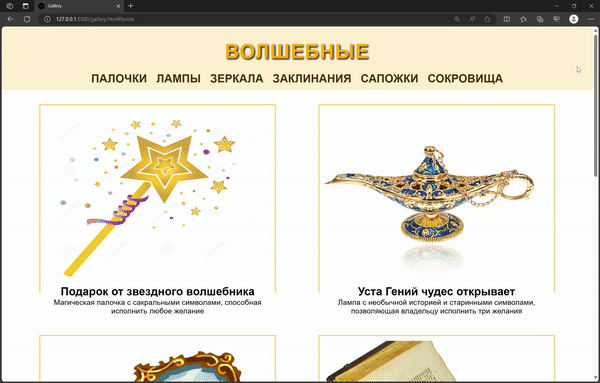 Gallery
127.0.0.1:5500/gallery.html#boots
ВОЛШЕБНЫЕ
ПАЛОЧКИ ЛАМПЫ ЗЕРКАЛА ЗАКЛИНАНИЯ САПОЖКИ СОКРОВИЩА
Подарок от звездного волшебника
Магическая палочка с сакральными символами, способная
исполнить любое желание
Уста Гений чудес открывает
Лампа с необычной историей и старинными символами,
позволяющая владельцу исполнить три желания